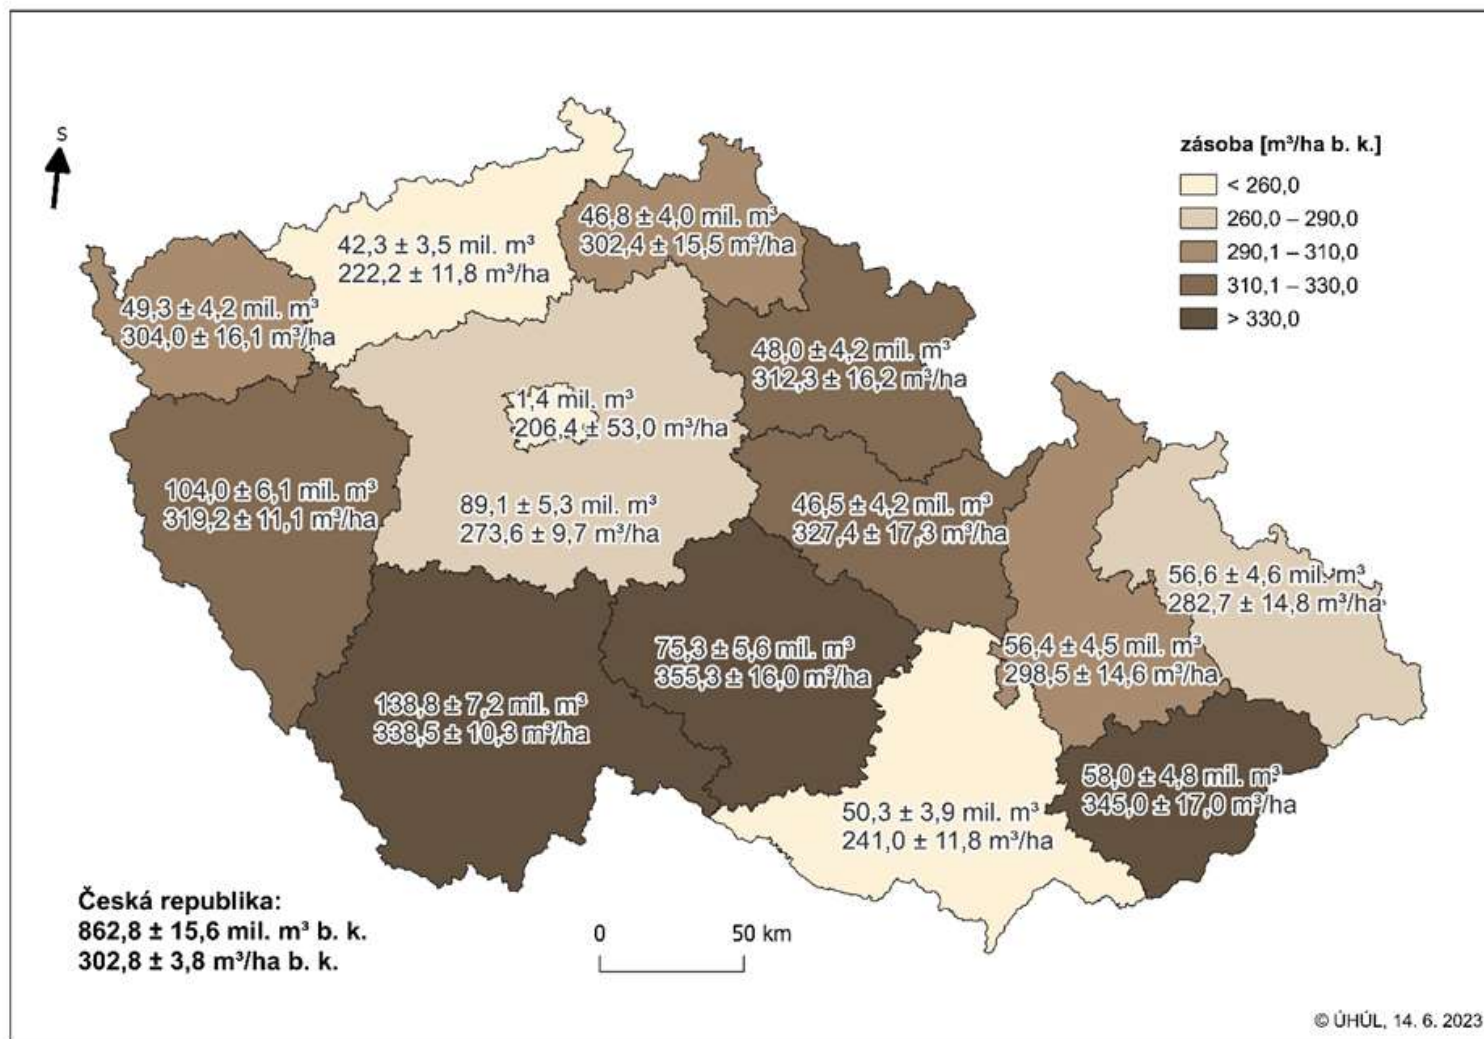 S
zásoba [m³/ha b. k.]
< 260,0
260,0 – 290,0
290,1 – 310,0
310,1 – 330,0
> 330,0
46,8 ± 4,0 mil. m³
302,4 ± 15,5 m³/ha
42,3 ± 3,5 mil. m³
222,2 ± 11,8 m³/ha
49,3 ± 4,2 mil. m³
304,0 ± 16,1 m³/ha
48,0 ± 4,2 mil. m³
312,3 ± 16,2 m³/ha
1,4 mil. m³
206,4 ± 53,0 m³/ha
104,0 ± 6,1 mil. m³
319,2 ± 11,1 m³/ha
89,1 ± 5,3 mil. m³
273,6 ± 9,7 m³/ha
46,5 ± 4,2 mil. m³
327,4 ± 17,3 m³/ha
56,6 ± 4,6 mil. m³
282,7 ± 14,8 m³/ha
75,3 ± 5,6 mil. m³
355,3 ± 16,0 m³/ha
56,4 ± 4,5 mil. m³
298,5 ± 14,6 m³/ha
138,8 ± 7,2 mil. m³
338,5 ± 10,3 m³/ha
58,0 ± 4,8 mil. m³
345,0 ± 17,0 m³/ha
50,3 ± 3,9 mil. m³
241,0 ± 11,8 m³/ha
Česká republika:
862,8 ± 15,6 mil. m³ b. k.
302,8 ± 3,8 m³/ha b. k.
0 50 km
© ÚHÚL, 14. 6. 2023